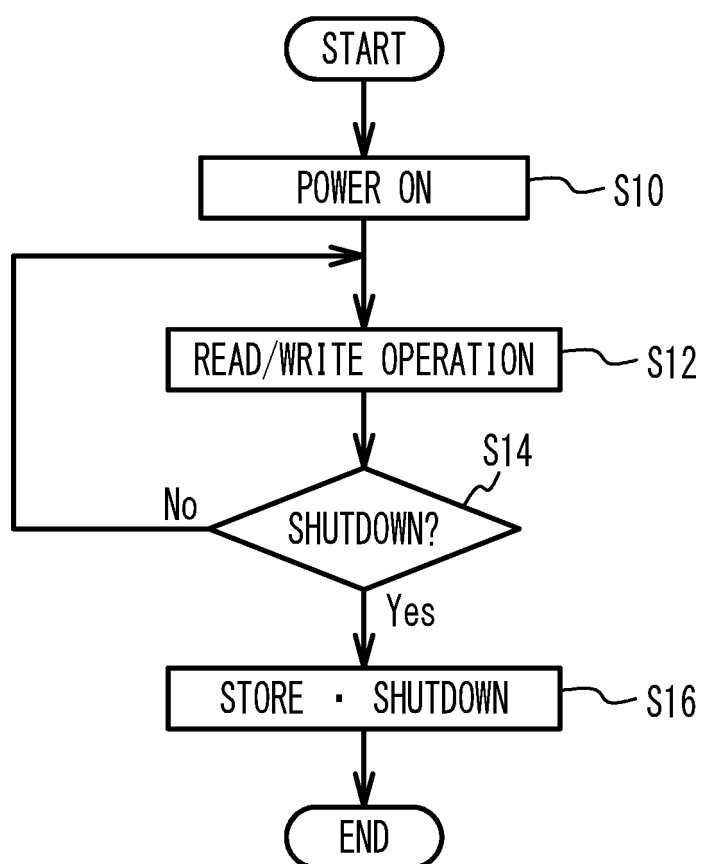 START
POWER ON
S10
READ/WRITE OPERATION
S12
S14
No
SHUTDOWN?
Yes
STORE · SHUTDOWN
S16
END